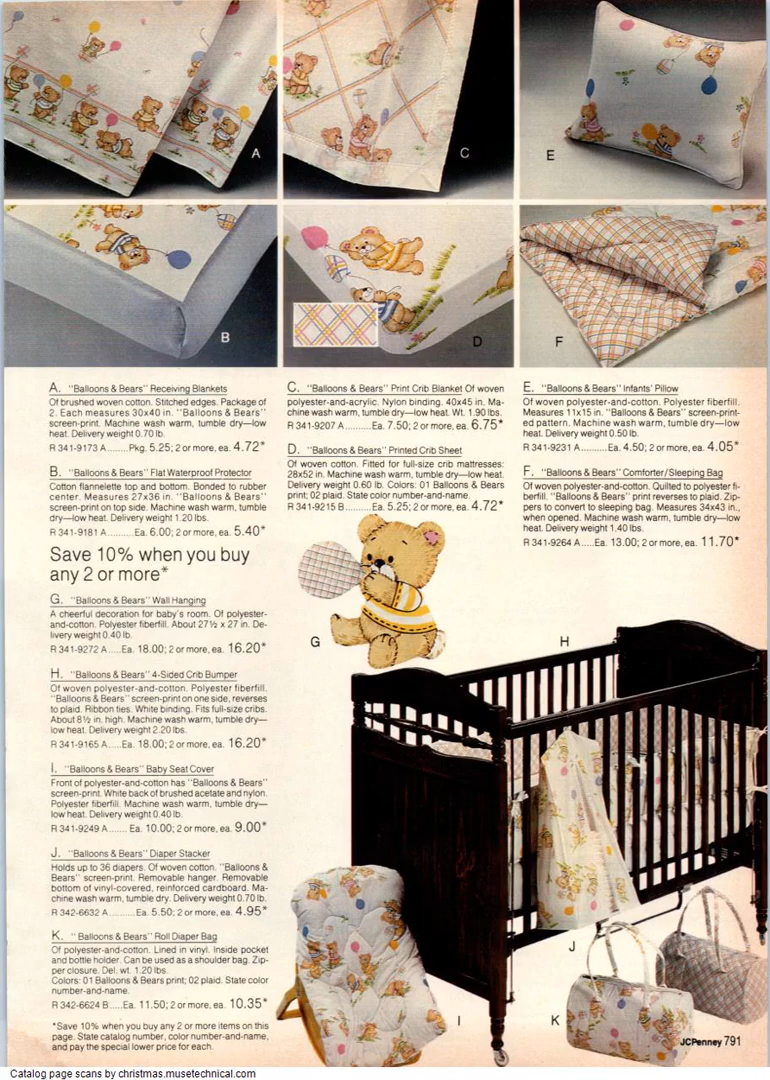 A
C
E
B
D
F
A. "Balloons & Bears" Receiving Blankets
Of brushed woven cotton. Stitched edges. Package of
2. Each measures 30x40 in. "Balloons & Bears"
screen-print. Machine wash warm, tumble dry—low
heat. Delivery weight 0.70 lb.
R 341-9173 A.......Pkg. 5.25; 2 or more, ea. 4.72*
B. "Balloons & Bears" Flat Waterproof Protector
Cotton flannelette top and bottom. Bonded to rubber
center. Measures 27x36 in. "Balloons & Bears"
screen-print on top side. Machine wash warm, tumble
dry—low heat. Delivery weight 1.20 lbs.
R 341-9181 A..........Ea. 6.00; 2 or more, ea. 5.40*
Save 10% when you buy
any 2 or more*
G. "Balloons & Bears" Wall Hanging
A cheerful decoration for baby's room. Of polyester-
and-cotton. Polyester fiberfill. About 27½ x 27 in. De-
livery weight 0.40 lb.
R 341-9272 A.....Ea. 18.00; 2 or more, ea. 16.20*
H. "Balloons & Bears" 4-Sided Crib Bumper
Of woven polyester-and-cotton. Polyester fiberfill.
"Balloons & Bears" screen-print on one side, reverses
to plaid. Ribbon ties. White binding. Fits full-size cribs.
About 8½ in. high. Machine wash warm, tumble dry—
low heat. Delivery weight 2.20 lbs.
R 341-9165 A.....Ea. 18.00; 2 or more, ea. 16.20*
I. "Balloons & Bears" Baby Seat Cover
Front of polyester-and-cotton has "Balloons & Bears"
screen-print. White back of brushed acetate and nylon.
Polyester fiberfill. Machine wash warm, tumble dry—
low heat. Delivery weight 0.40 lb.
R 341-9249 A....... Ea. 10.00; 2 or more, ea. 9.00*
J. "Balloons & Bears" Diaper Stacker
Holds up to 36 diapers. Of woven cotton. "Balloons &
Bears" screen-print. Removable hanger. Removable
bottom of vinyl-covered, reinforced cardboard. Ma-
chine wash warm, tumble dry. Delivery weight 0.70 lb.
R 342-6632 A..........Ea. 5.50; 2 or more, ea. 4.95*
K. "Balloons & Bears" Roll Diaper Bag
Of polyester-and-cotton. Lined in vinyl. Inside pocket
and bottle holder. Can be used as a shoulder bag. Zip-
per closure. Del. wt. 1.20 lbs.
Colors: 01 Balloons & Bears print; 02 plaid. State color
number-and-name.
R 342-6624 B.....Ea. 11.50; 2 or more, ea. 10.35*
*Save 10% when you buy any 2 or more items on this
page. State catalog number, color number-and-name,
and pay the special lower price for each.
C. "Balloons & Bears" Print Crib Blanket Of woven
polyester-and-acrylic. Nylon binding. 40x45 in. Ma-
chine wash warm, tumble dry—low heat. Wt. 1.90 lbs.
R 341-9207 A..........Ea. 7.50; 2 or more, ea. 6.75*
D. "Balloons & Bears" Printed Crib Sheet
Of woven cotton. Fitted for full-size crib mattresses:
28x52 in. Machine wash warm, tumble dry—low heat.
Delivery weight 0.60 lb. Colors: 01 Balloons & Bears
print; 02 plaid. State color number-and-name.
R 341-9215 B..........Ea. 5.25; 2 or more, ea. 4.72*
E. "Balloons & Bears" Infants' Pillow
Of woven polyester-and-cotton. Polyester fiberfill.
Measures 11x15 in. "Balloons & Bears" screen-print-
ed pattern. Machine wash warm, tumble dry—low
heat. Delivery weight 0.50 lb.
R 341-9231 A..........Ea. 4.50; 2 or more, ea. 4.05*
F. "Balloons & Bears" Comforter/Sleeping Bag
Of woven polyester-and-cotton. Quilted to polyester fi-
berfill. "Balloons & Bears" print reverses to plaid. Zip-
pers to convert to sleeping bag. Measures 34x43 in.,
when opened. Machine wash warm, tumble dry—low
heat. Delivery weight 1.40 lbs.
R 341-9264 A.....Ea. 13.00; 2 or more, ea. 11.70*
G
H
I
J
K
JCPenney 791
Catalog page scans by christmas.musetechnical.com